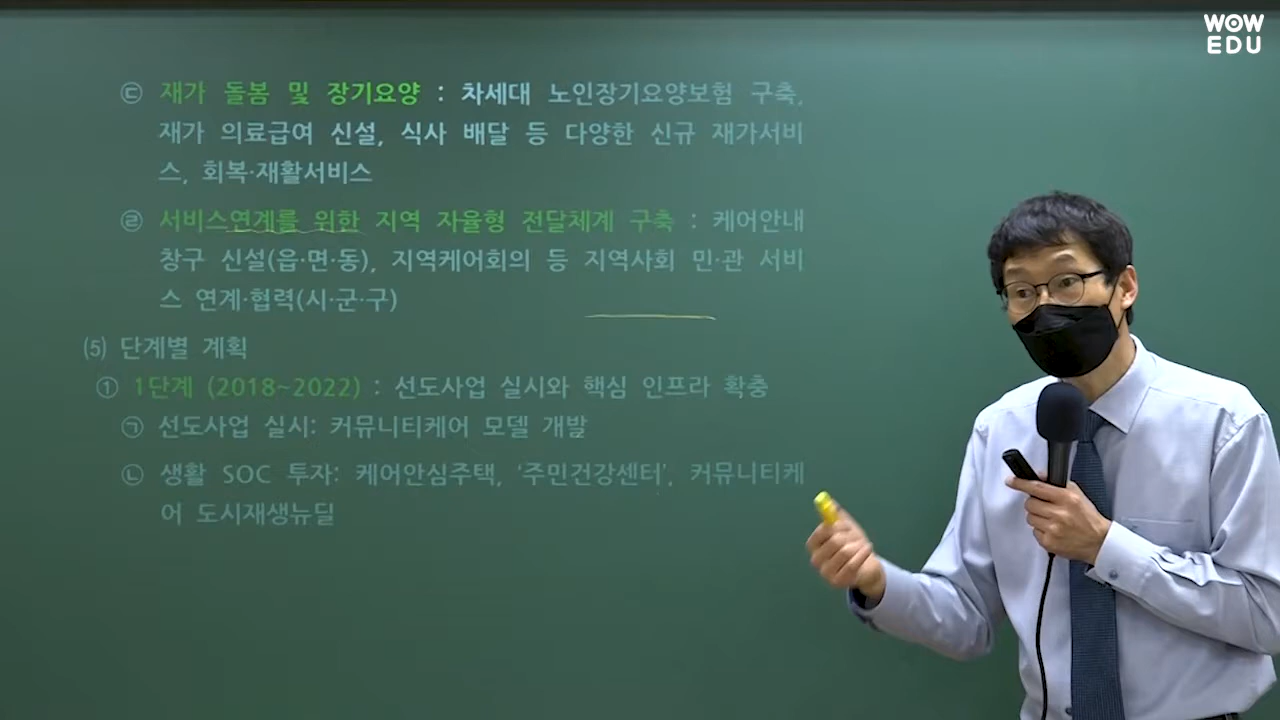 WOW
EDU
㉢ 재가 돌봄 및 장기요양 : 차세대 노인장기요양보험 구축,
재가 의료급여 신설, 식사 배달 등 다양한 신규 재가서비
스, 회복·재활서비스
㉣ 서비스연계를 위한 지역 자율형 전달체계 구축 : 케어안내
창구 신설(읍·면·동), 지역케어회의 등 지역사회 민·관 서비
스 연계·협력(시·군·구)
⑸ 단계별 계획
① 1단계 (2018~2022) : 선도사업 실시와 핵심 인프라 확충
㉠ 선도사업 실시: 커뮤니티케어 모델 개발
㉡ 생활 SOC 투자: 케어안심주택, ‘주민건강센터’, 커뮤니티케
어 도시재생뉴딜